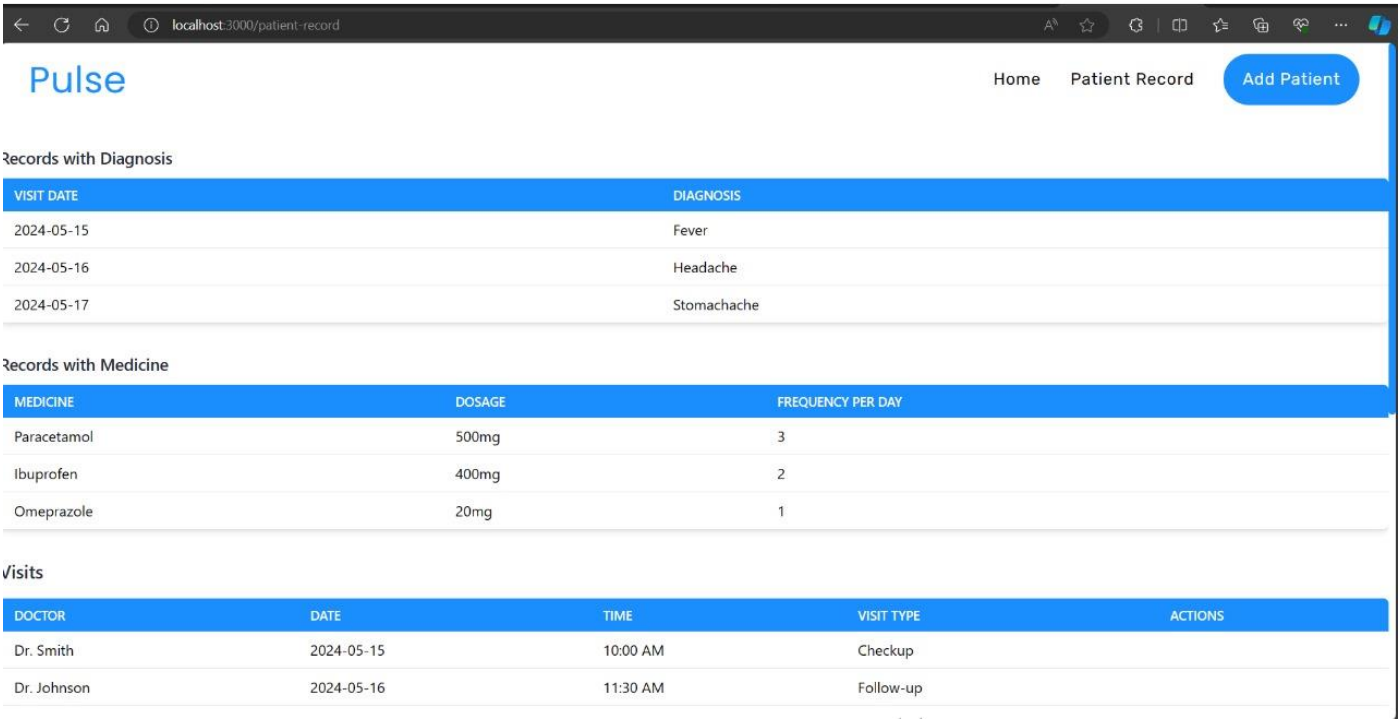 localhost:3000/patient-record
Pulse
Home Patient Record Add Patient
Records with Diagnosis
VISIT DATE DIAGNOSIS
2024-05-15 Fever
2024-05-16 Headache
2024-05-17 Stomachache
Records with Medicine
MEDICINE DOSAGE FREQUENCY PER DAY
Paracetamol 500mg 3
Ibuprofen 400mg 2
Omeprazole 20mg 1
Visits
DOCTOR DATE TIME VISIT TYPE ACTIONS
Dr. Smith 2024-05-15 10:00 AM Checkup
Dr. Johnson 2024-05-16 11:30 AM Follow-up